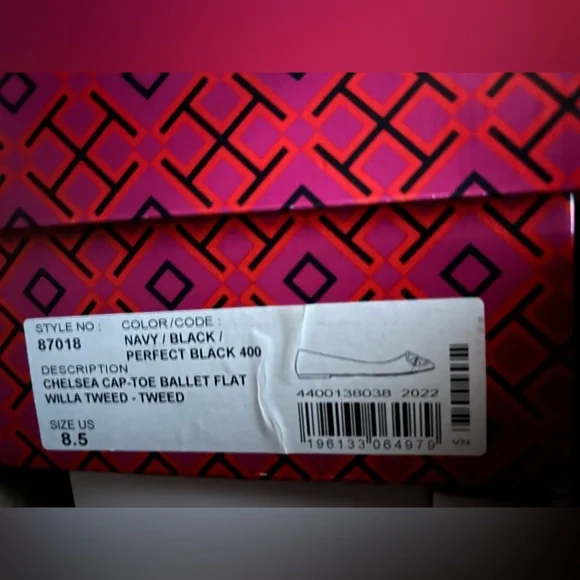 STYLE NO :
87018
COLOR/CODE :
NAVY / BLACK /
PERFECT BLACK 400
DESCRIPTION
CHELSEA CAP-TOE BALLET FLAT
WILLA TWEED - TWEED
SIZE US
8.5
4400138038 2022
196133 064979
VN